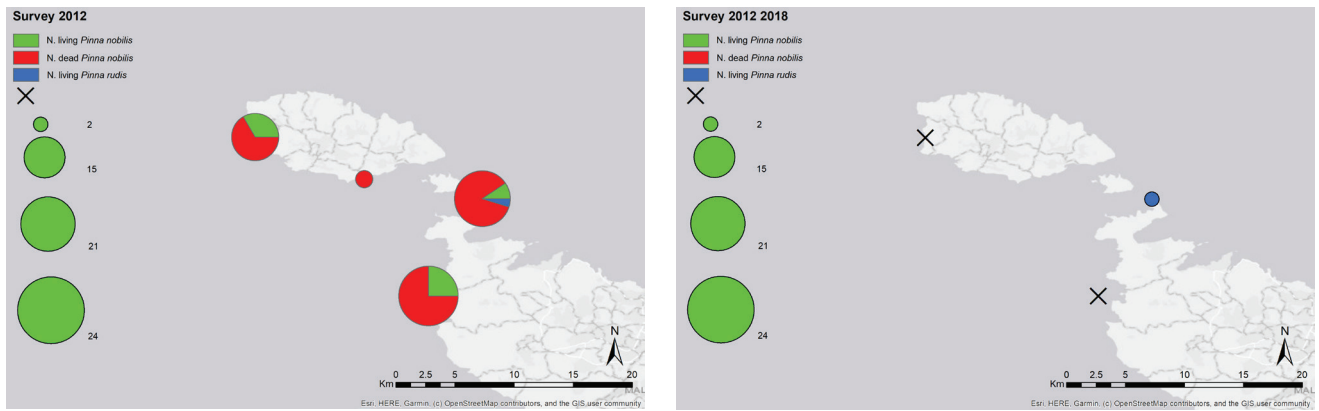 Survey 2012
N. living Pinna nobilis
N. dead Pinna nobilis
N. living Pinna rudis
2
15
21
24
N
Km
0 2.5 5 10 15 20
MAL
Esri, HERE, Garmin, (c) OpenStreetMap contributors, and the GIS user community
Survey 2012 2018
N. living Pinna nobilis
N. dead Pinna nobilis
N. living Pinna rudis
2
15
21
24
N
Km
0 2.5 5 10 15 20
MAL
Esri, HERE, Garmin, (c) OpenStreetMap contributors, and the GIS user community